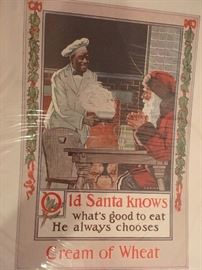 Old Santa knows
what's good to eat
He always chooses
Cream of Wheat